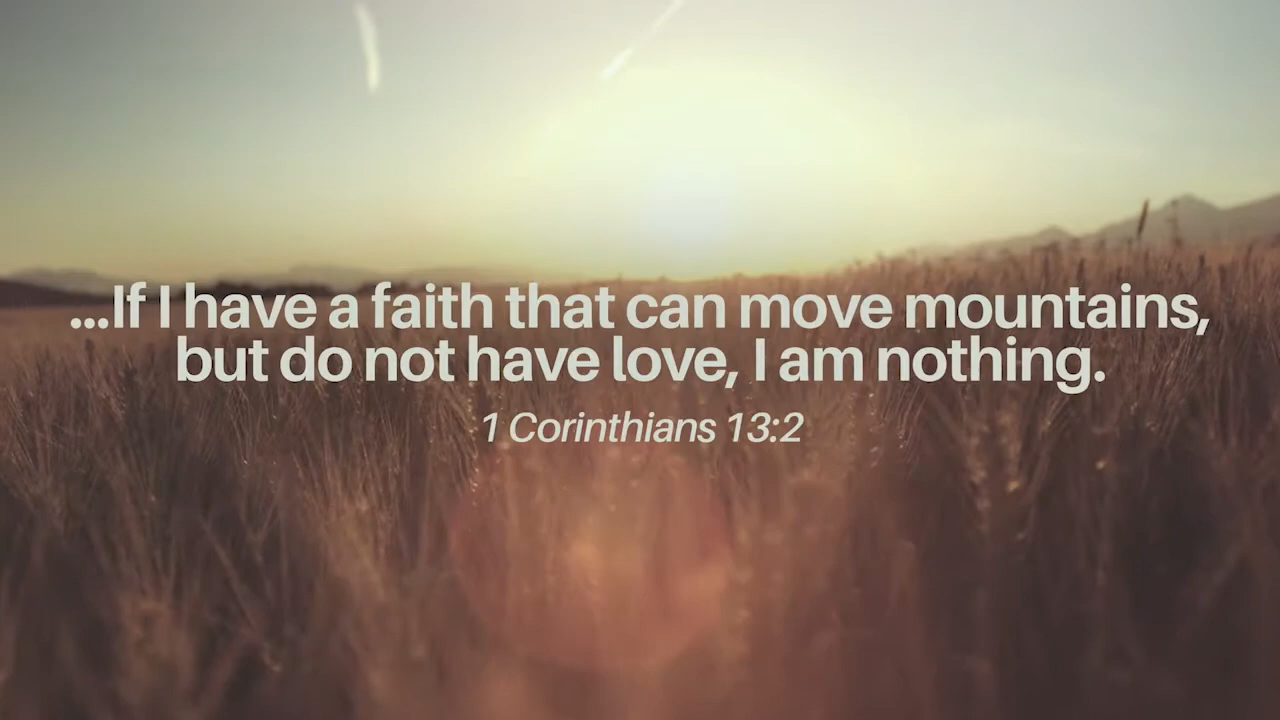 ...If I have a faith that can move mountains,
but do not have love, I am nothing.
1 Corinthians 13:2